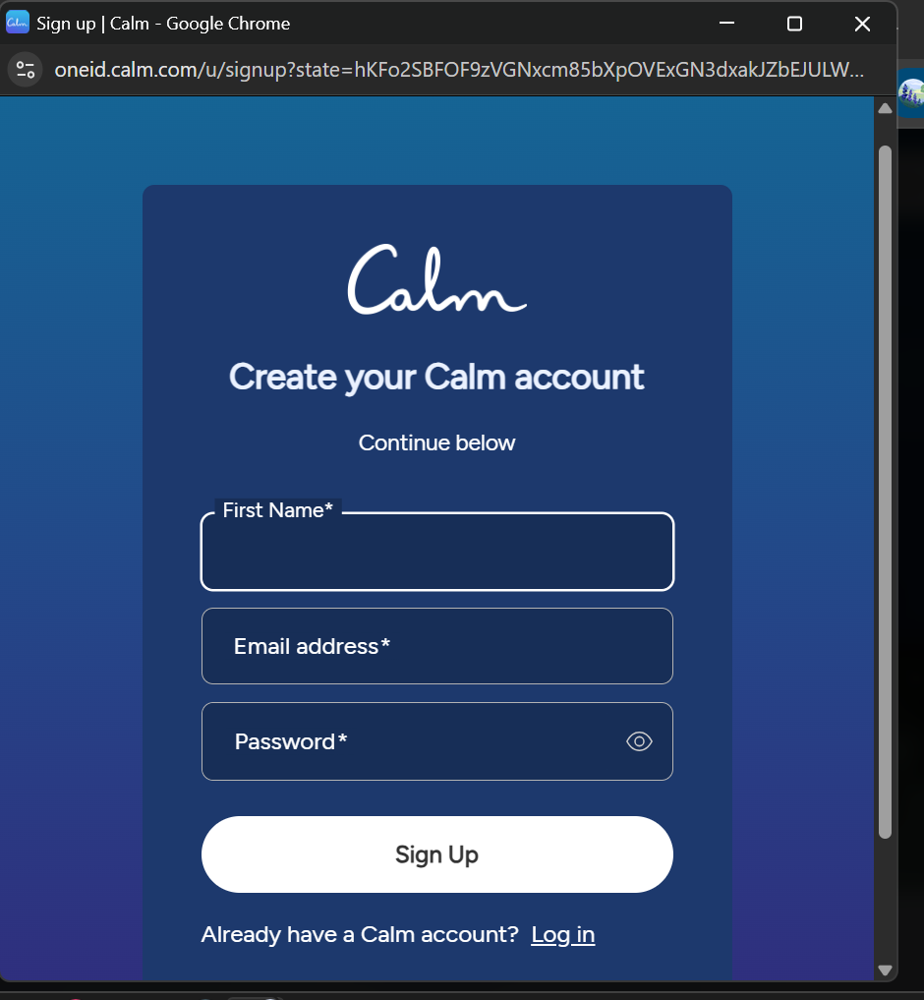 Sign up | Calm - Google Chrome
oneid.calm.com/u/signup?state=hKFo2SBFOF9zVGNxcm85bXpOVExGN3dxakJZbEJULW...
Calm
Create your Calm account
Continue below
First Name*
Email address*
Password*
Sign Up
Already have a Calm account? Log in